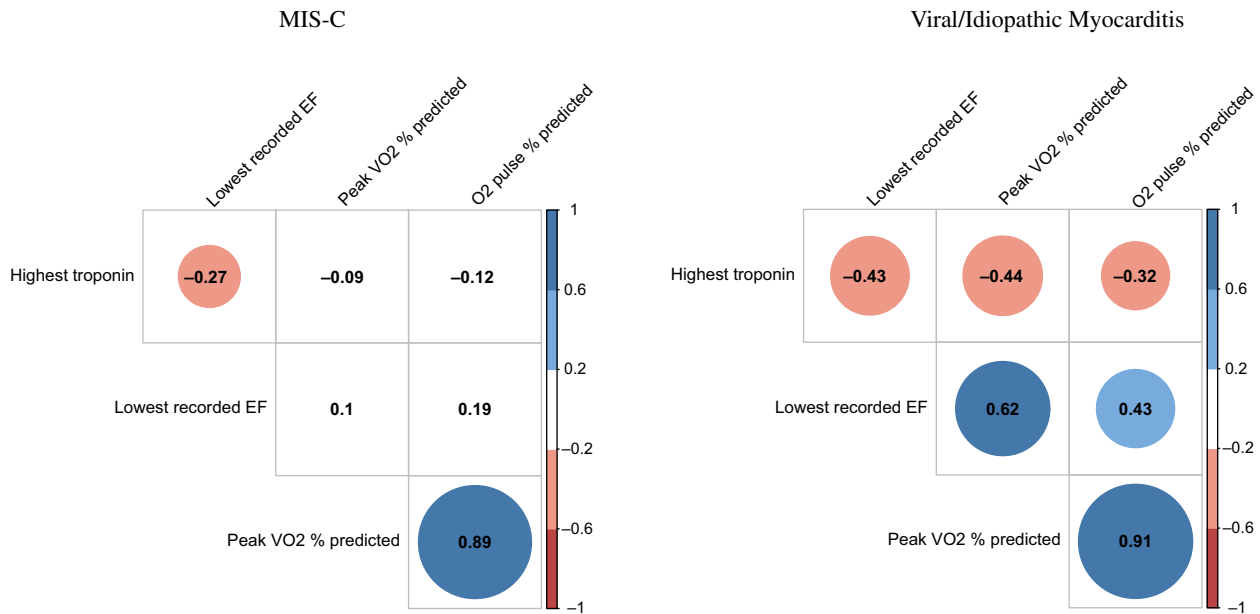 MIS-C
Lowest recorded EF
Peak VO2 % predicted
O2 pulse % predicted
Highest troponin
–0.27
–0.09
–0.12
Lowest recorded EF
0.1
0.19
Peak VO2 % predicted
0.89
1
0.6
0.2
–0.2
–0.6
–1
Viral/Idiopathic Myocarditis
Lowest recorded EF
Peak VO2 % predicted
O2 pulse % predicted
Highest troponin
–0.43
–0.44
–0.32
Lowest recorded EF
0.62
0.43
Peak VO2 % predicted
0.91
1
0.6
0.2
–0.2
–0.6
–1